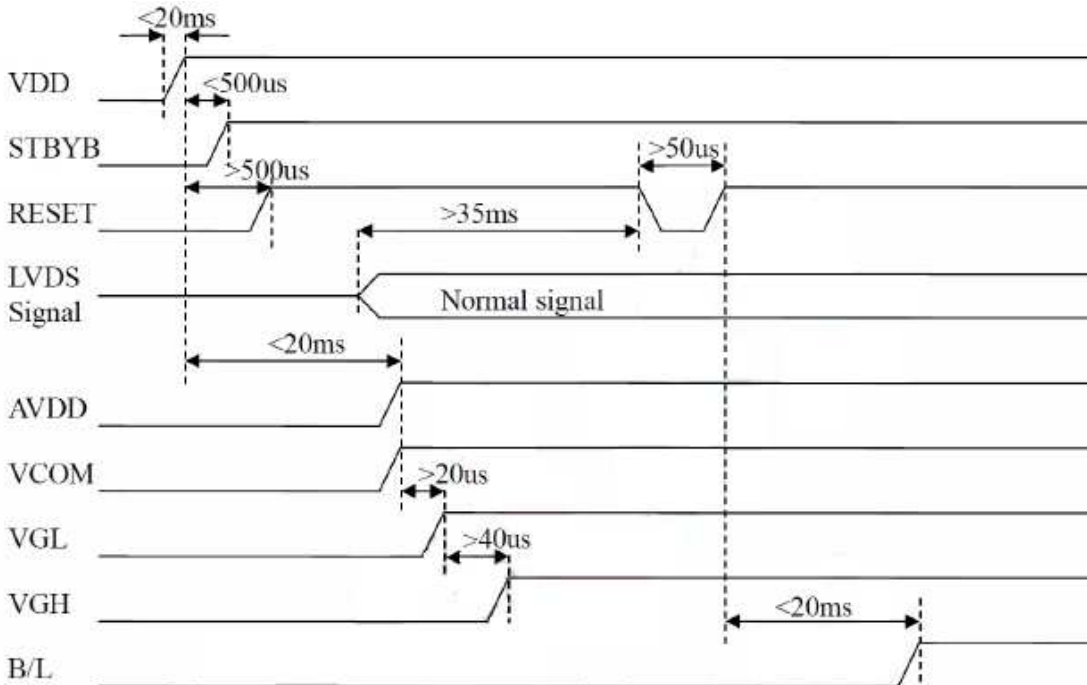 <20ms
VDD
<500us
STBYB
>500us
>50us
RESET
>35ms
LVDS
Signal
Normal signal
<20ms
AVDD
VCOM
>20us
VGL
>40us
VGH
<20ms
B/L